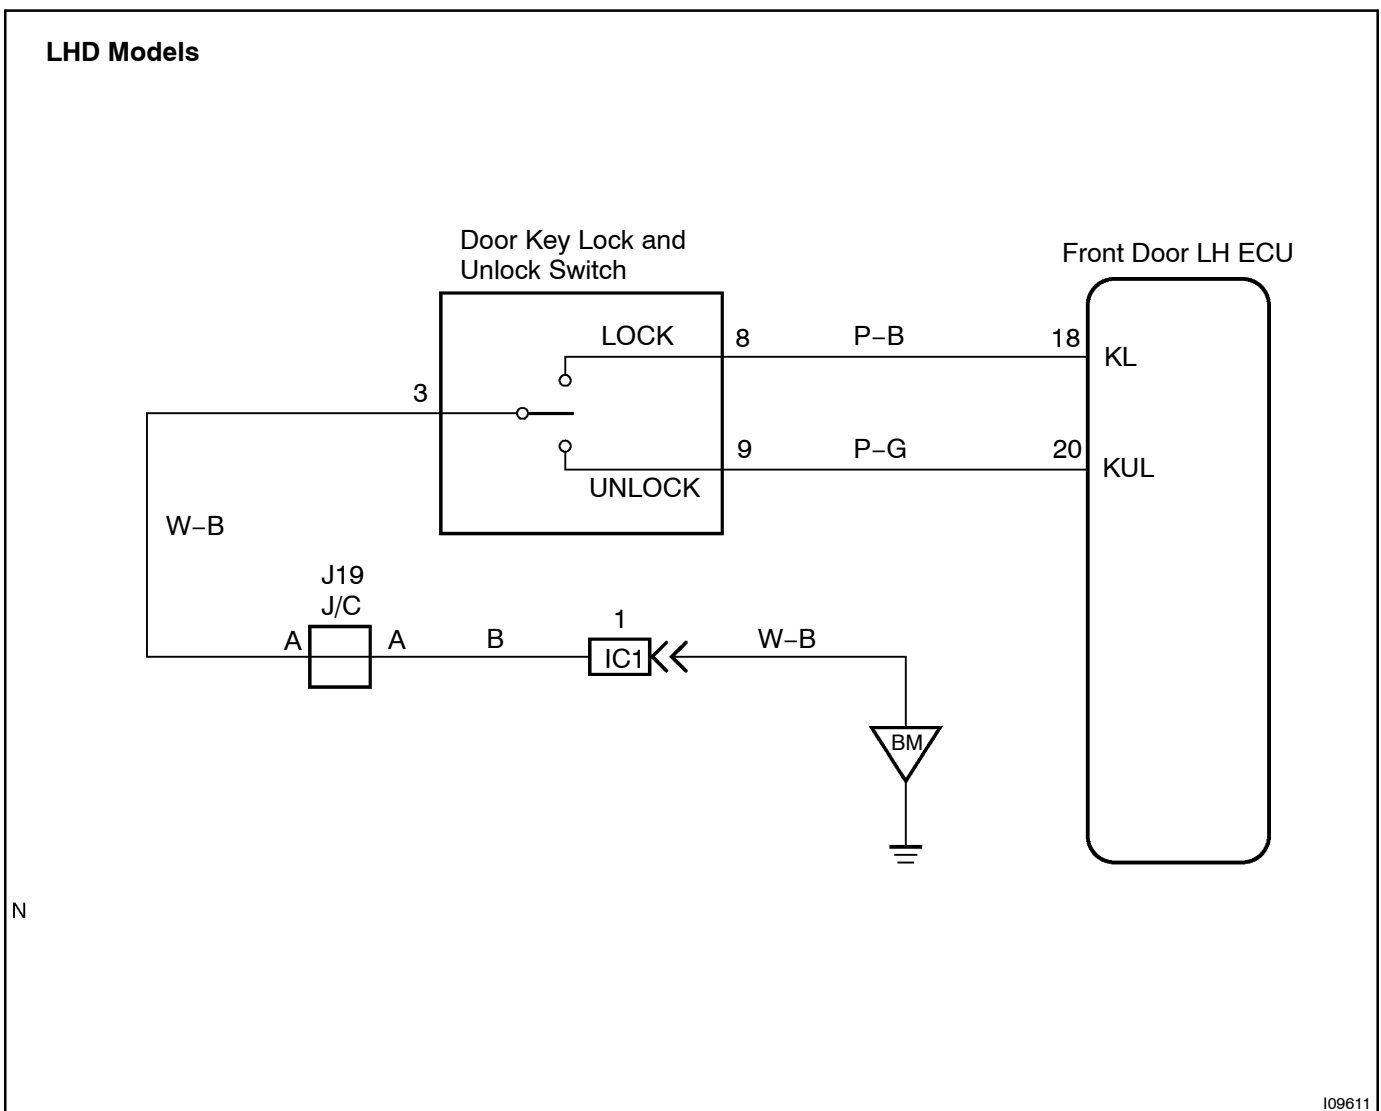 LHD Models
Door Key Lock and
Unlock Switch
Front Door LH ECU
LOCK
8
P–B
18
KL
3
9
P–G
20
KUL
UNLOCK
W–B
J19
J/C
A
A
B
1
IC1
W–B
BM
N
I09611